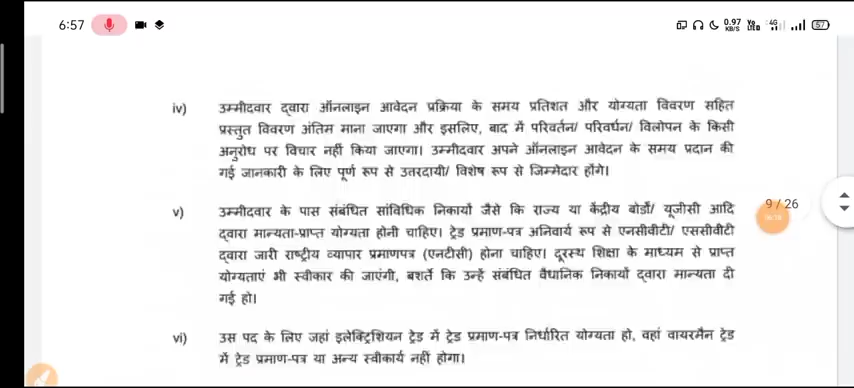 6:57 0.97 KB/S Yo LTE2 4G 57
iv) उम्मीदवार द्वारा ऑनलाइन आवेदन प्रक्रिया के समय प्रतिशत और योग्यता विवरण सहित
प्रस्तुत विवरण अंतिम माना जाएगा और इसलिए, बाद में परिवर्तन/ परिवर्धन/ विलोपन के किसी
अनुरोध पर विचार नहीं किया जाएगा। उम्मीदवार अपने ऑनलाइन आवेदन के समय प्रदान की
गई जानकारी के लिए पूर्ण रूप से उत्तरदायी/ विशेष रूप से जिम्मेदार होंगे।
v) उम्मीदवार के पास संबंधित सांविधिक निकायों जैसे कि राज्य या केंद्रीय बोर्डों/ यूजीसी आदि
द्वारा मान्यता-प्राप्त योग्यता होनी चाहिए। ट्रेड प्रमाण-पत्र अनिवार्य रूप से एनसीवीटी/ एससीवीटी
द्वारा जारी राष्ट्रीय व्यापार प्रमाणपत्र (एनटीसी) होना चाहिए। दूरस्थ शिक्षा के माध्यम से प्राप्त
योग्यताएं भी स्वीकार की जाएंगी, बशर्ते कि उन्हें संबंधित वैधानिक निकायों द्वारा मान्यता दी
गई हो।
9 / 26
vi) उस पद के लिए जहां इलेक्ट्रिशियन ट्रेड में ट्रेड प्रमाण-पत्र निर्धारित योग्यता हो, वहां वायरमैन ट्रेड
में ट्रेड प्रमाण-पत्र या अन्य स्वीकार्य नहीं होगा।